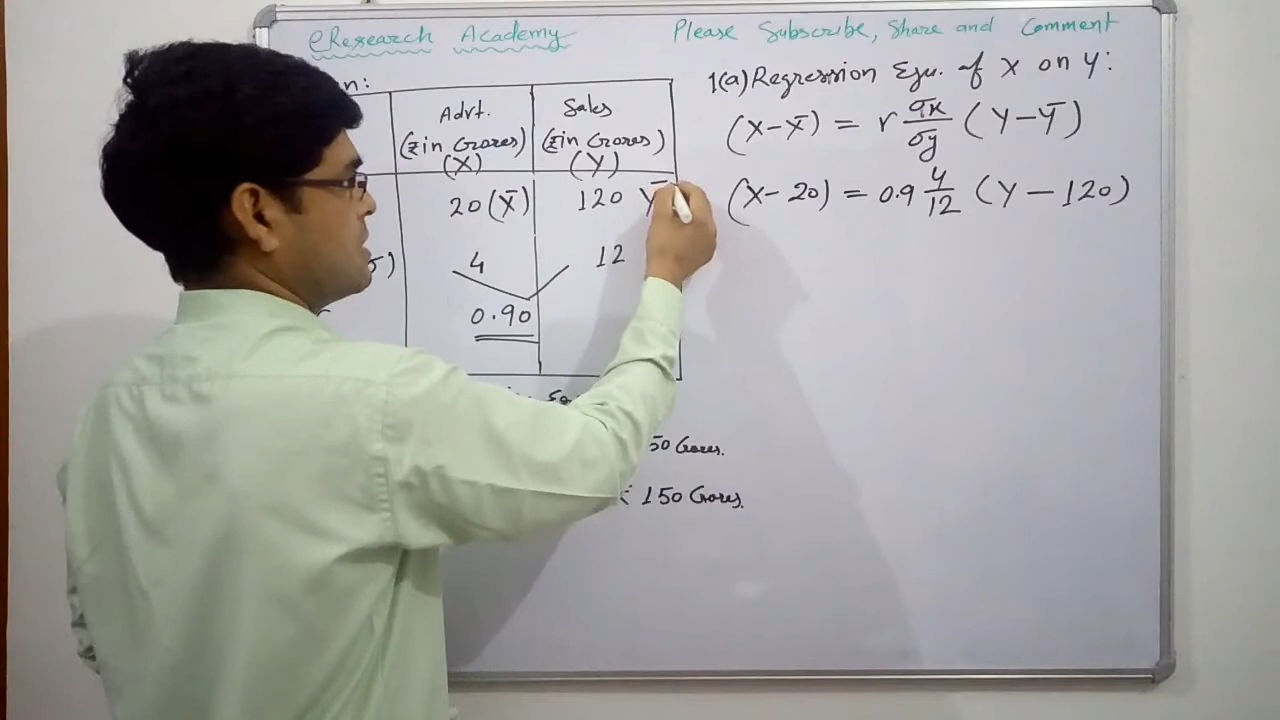 eResearch Academy Please Subscribe, Share and Comment
n:
Advt. Sales
(₹in Crores) (₹in Crores)
(X) (Y)
20 (X̄) 120 Y̅
σ) 4 12
r 0.90
50 Crores.
₹ 150 Crores.
1(a) Regression Equ. of X on Y:
(X-X̄) = r σx/σy (Y-Ȳ)
(X-20) = 0.9 4/12 (Y-120)